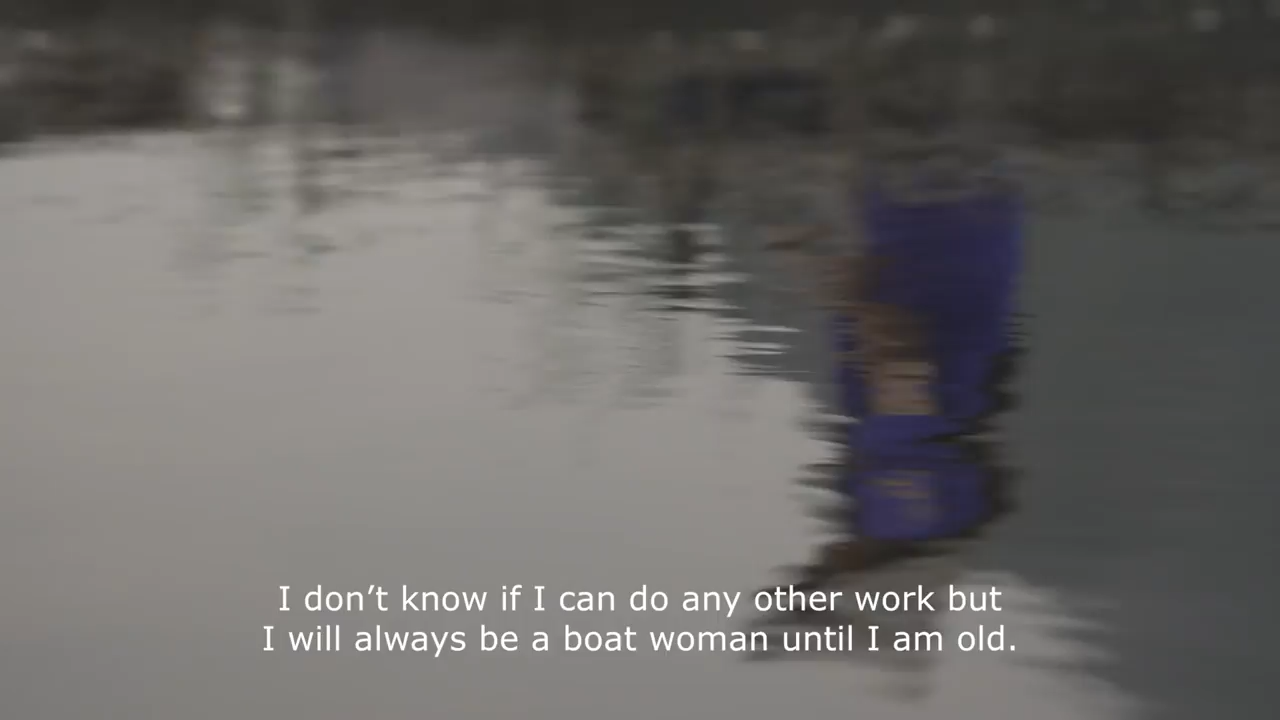 I don’t know if I can do any other work but
I will always be a boat woman until I am old.